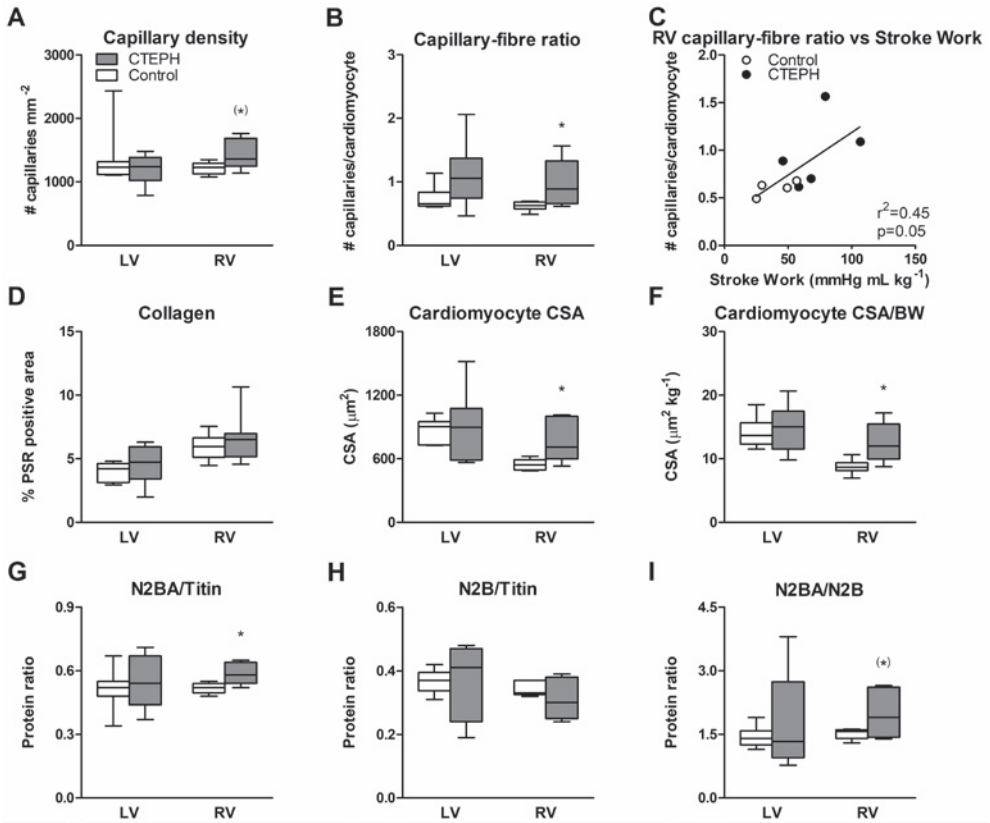 A
Capillary density
# capillaries mm⁻²
3000
2000
1000
0
CTEPH
Control
(*)
LV RV
B
Capillary-fibre ratio
# capillaries/cardiomyocyte
3
2
1
0
*
LV RV
C
RV capillary-fibre ratio vs Stroke Work
# capillaries/cardiomyocyte
2.0
1.5
1.0
0.5
0.0
Control
CTEPH
r²=0.45
p=0.05
0 50 100 150
Stroke Work (mmHg mL kg⁻¹)
D
Collagen
% PSR positive area
15
10
5
0
LV RV
E
Cardiomyocyte CSA
CSA (μm²)
1800
1200
600
0
*
LV RV
F
Cardiomyocyte CSA/BW
CSA (μm² kg⁻¹)
30
20
10
0
*
LV RV
G
N2BA/Titin
Protein ratio
0.9
0.6
0.3
0.0
*
LV RV
H
N2B/Titin
Protein ratio
0.6
0.4
0.2
0.0
LV RV
I
N2BA/N2B
Protein ratio
4.5
3.0
1.5
0.0
(*)
LV RV